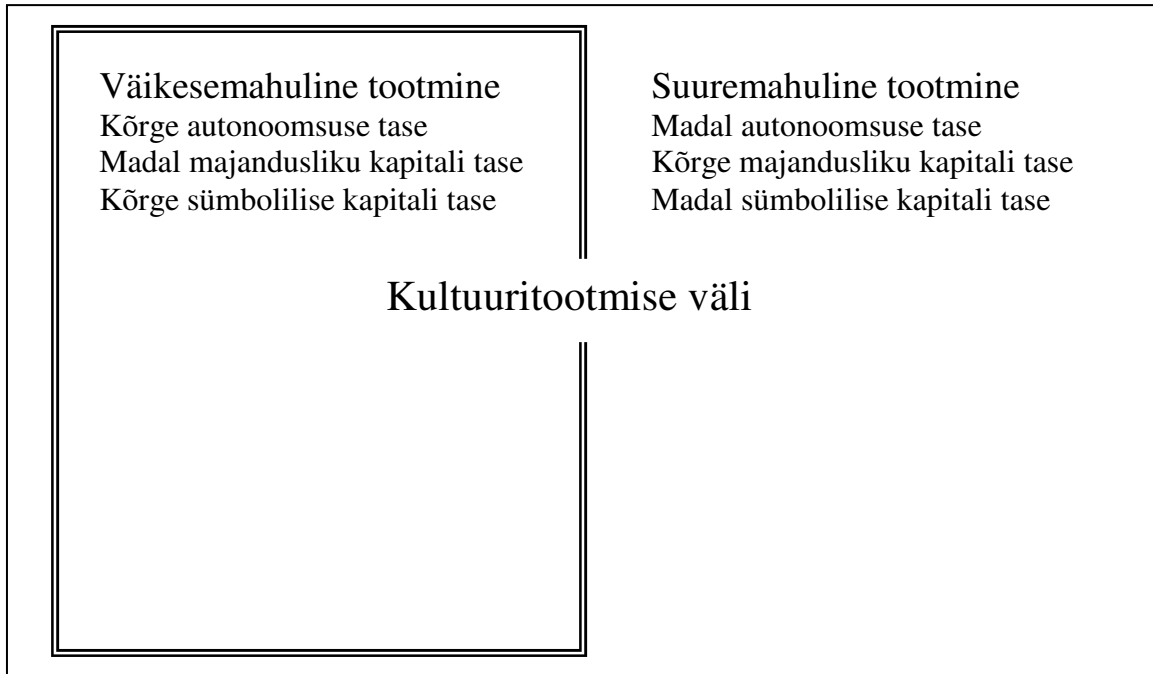 Väikesemahuline tootmine
Kõrge autonoomsuse tase
Madal majandusliku kapitali tase
Kõrge sümbolilise kapitali tase
Suuremahuline tootmine
Madal autonoomsuse tase
Kõrge majandusliku kapitali tase
Madal sümbolilise kapitali tase
Kultuuritootmise väli